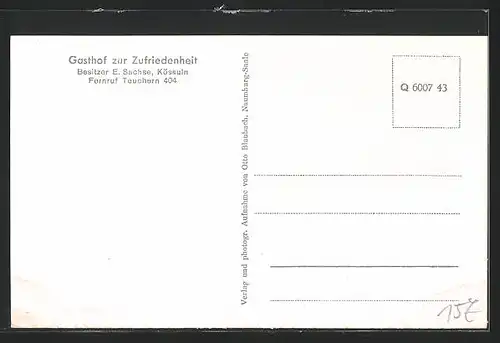 Gasthof zur Zufriedenheit
Besitzer E. Sachse, Köskuln
Fernruf Teuchern 404
Verlag und photogr. Aufnahme von Otto Blaubach, Naumburg-Saale
Q 6007 43
15€